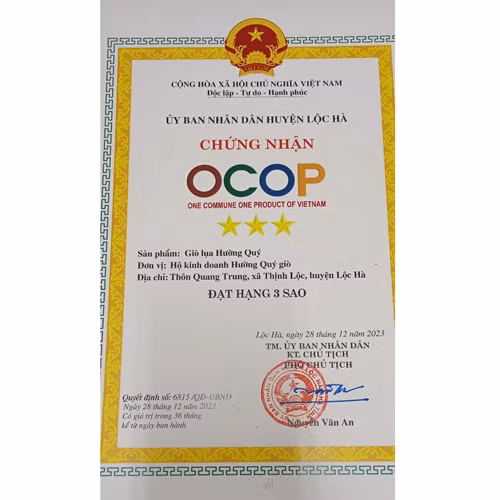 CỘNG HÒA XÃ HỘI CHỦ NGHĨA VIỆT NAM
Độc lập - Tự do - Hạnh phúc
ỦY BAN NHÂN DÂN HUYỆN LỘC HÀ
CHỨNG NHẬN
OCOP
ONE COMMUNE ONE PRODUCT OF VIETNAM
Sản phẩm: Giò lụa Hường Quý
Đơn vị: Hộ kinh doanh Hường Quý giò
Địa chỉ: Thôn Quang Trung, xã Thịnh Lộc, huyện Lộc Hà
ĐẠT HẠNG 3 SAO
Lộc Hà, ngày 28 tháng 12 năm 2023
TM. ỦY BAN NHÂN DÂN
KT. CHỦ TỊCH
PHÓ CHỦ TỊCH
Quyết định số: 6815 /QĐ-UBND
Ngày 28 tháng 12 năm 2023
Có giá trị trong 36 tháng
kể từ ngày ban hành
Nguyễn Văn An